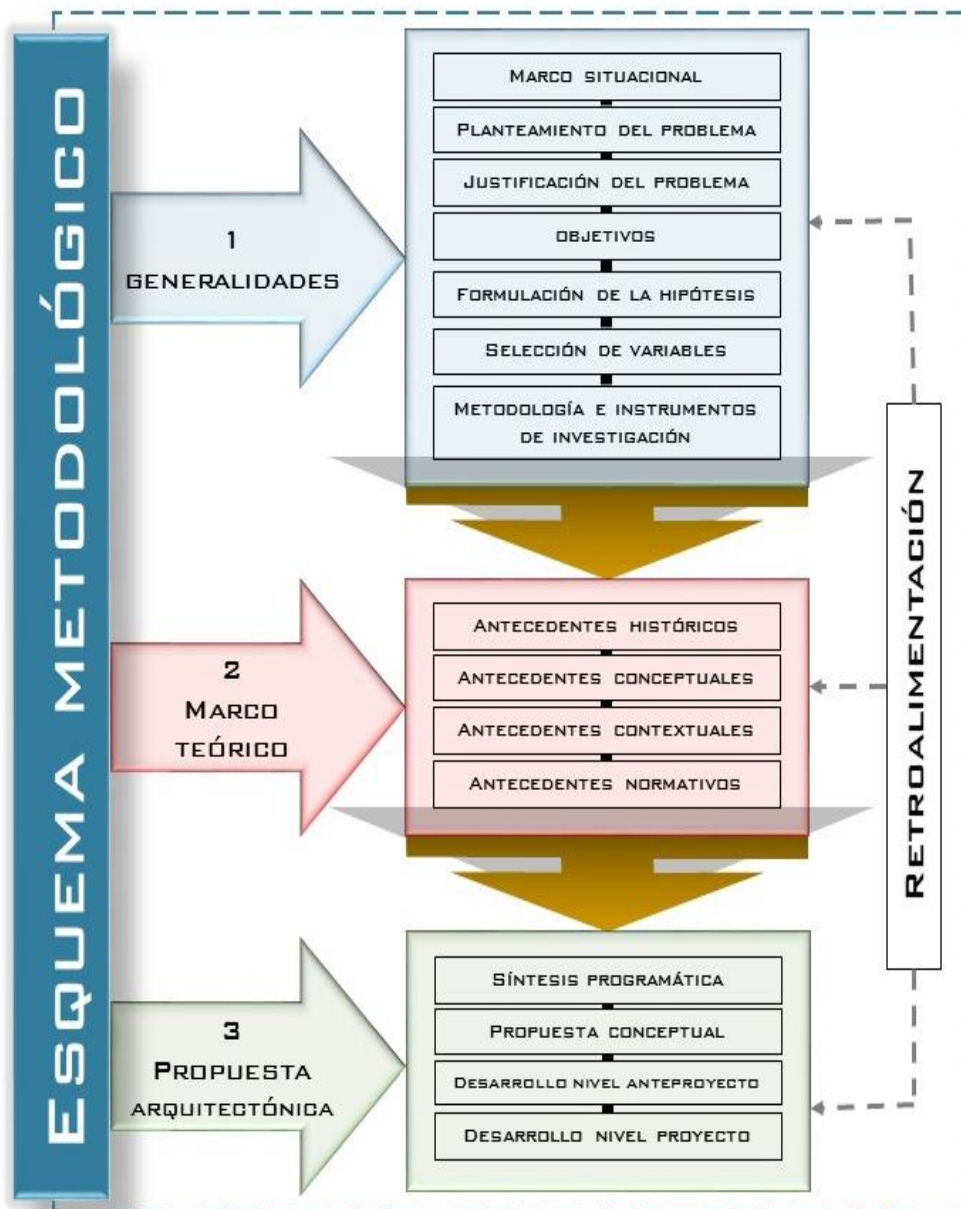 ESQUEMA METODOLÓGICO
1
GENERALIDADES
MARCO SITUACIONAL
PLANTEAMIENTO DEL PROBLEMA
JUSTIFICACIÓN DEL PROBLEMA
OBJETIVOS
FORMULACIÓN DE LA HIPÓTESIS
SELECCIÓN DE VARIABLES
METODOLOGÍA E INSTRUMENTOS
DE INVESTIGACIÓN
2
MARCO
TEÓRICO
ANTECEDENTES HISTÓRICOS
ANTECEDENTES CONCEPTUALES
ANTECEDENTES CONTEXTUALES
ANTECEDENTES NORMATIVOS
3
PROPUESTA
ARQUITECTÓNICA
SÍNTESIS PROGRAMÁTICA
PROPUESTA CONCEPTUAL
DESARROLLO NIVEL ANTEPROYECTO
DESARROLLO NIVEL PROYECTO
RETROALIMENTACIÓN